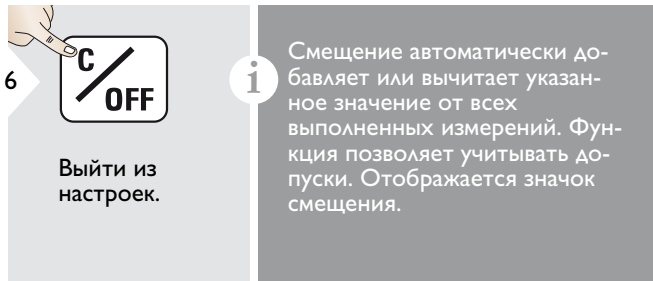 6
C
OFF
Выйти из
настроек.
i
Смещение автоматически до-
бавляет или вычитает указан-
ное значение от всех
выполненных измерений. Фун-
кция позволяет учитывать до-
пуски. Отображается значок
смещения.